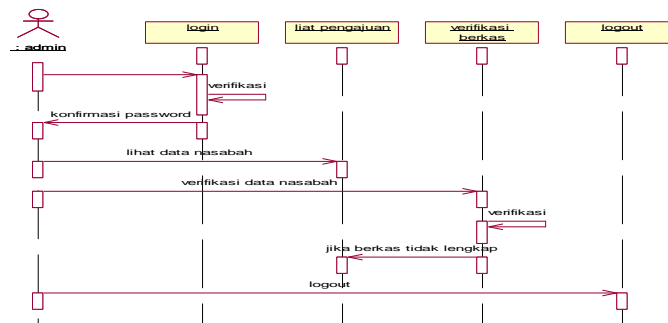 : admin
login
liat pengajuan
verifikasi
berkas
logout
verifikasi
konfirmasi password
lihat data nasabah
verifikasi data nasabah
verifikasi
jika berkas tidak lengkap
logout